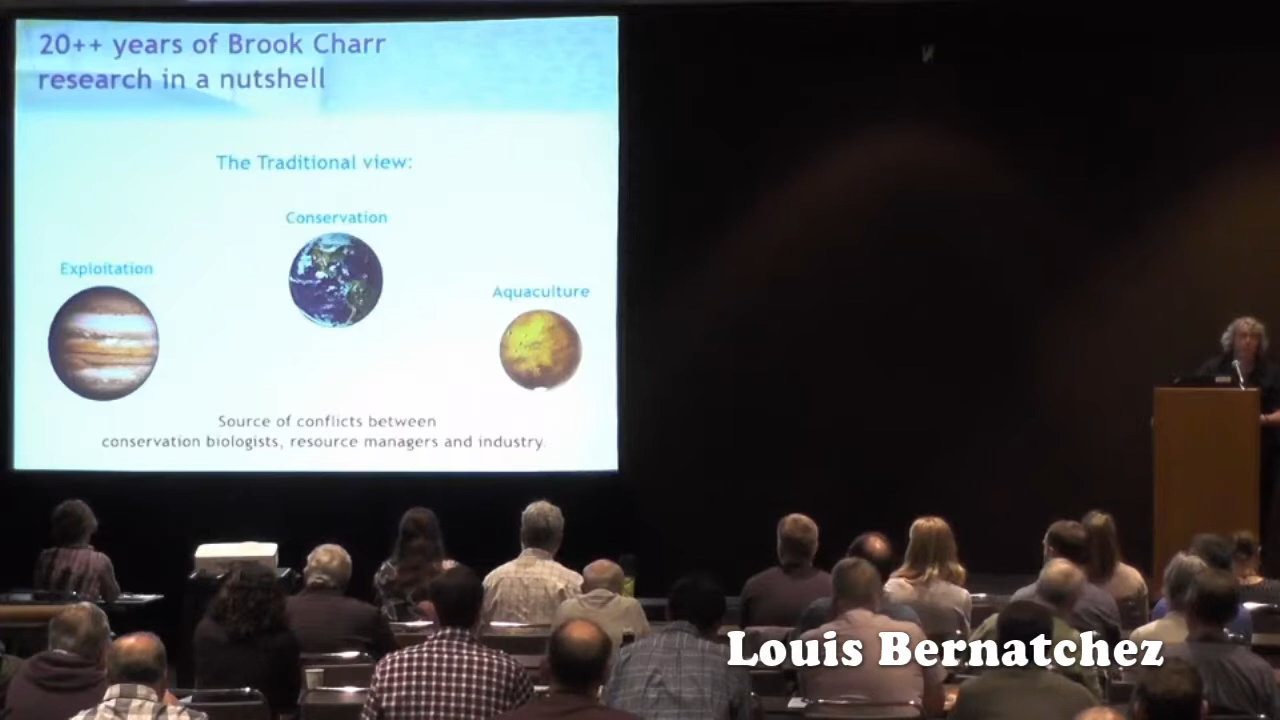 20++ years of Brook Charr
research in a nutshell
The Traditional view:
Conservation
Exploitation
Aquaculture
Source of conflicts between
conservation biologists, resource managers and industry.
Louis Bernatchez